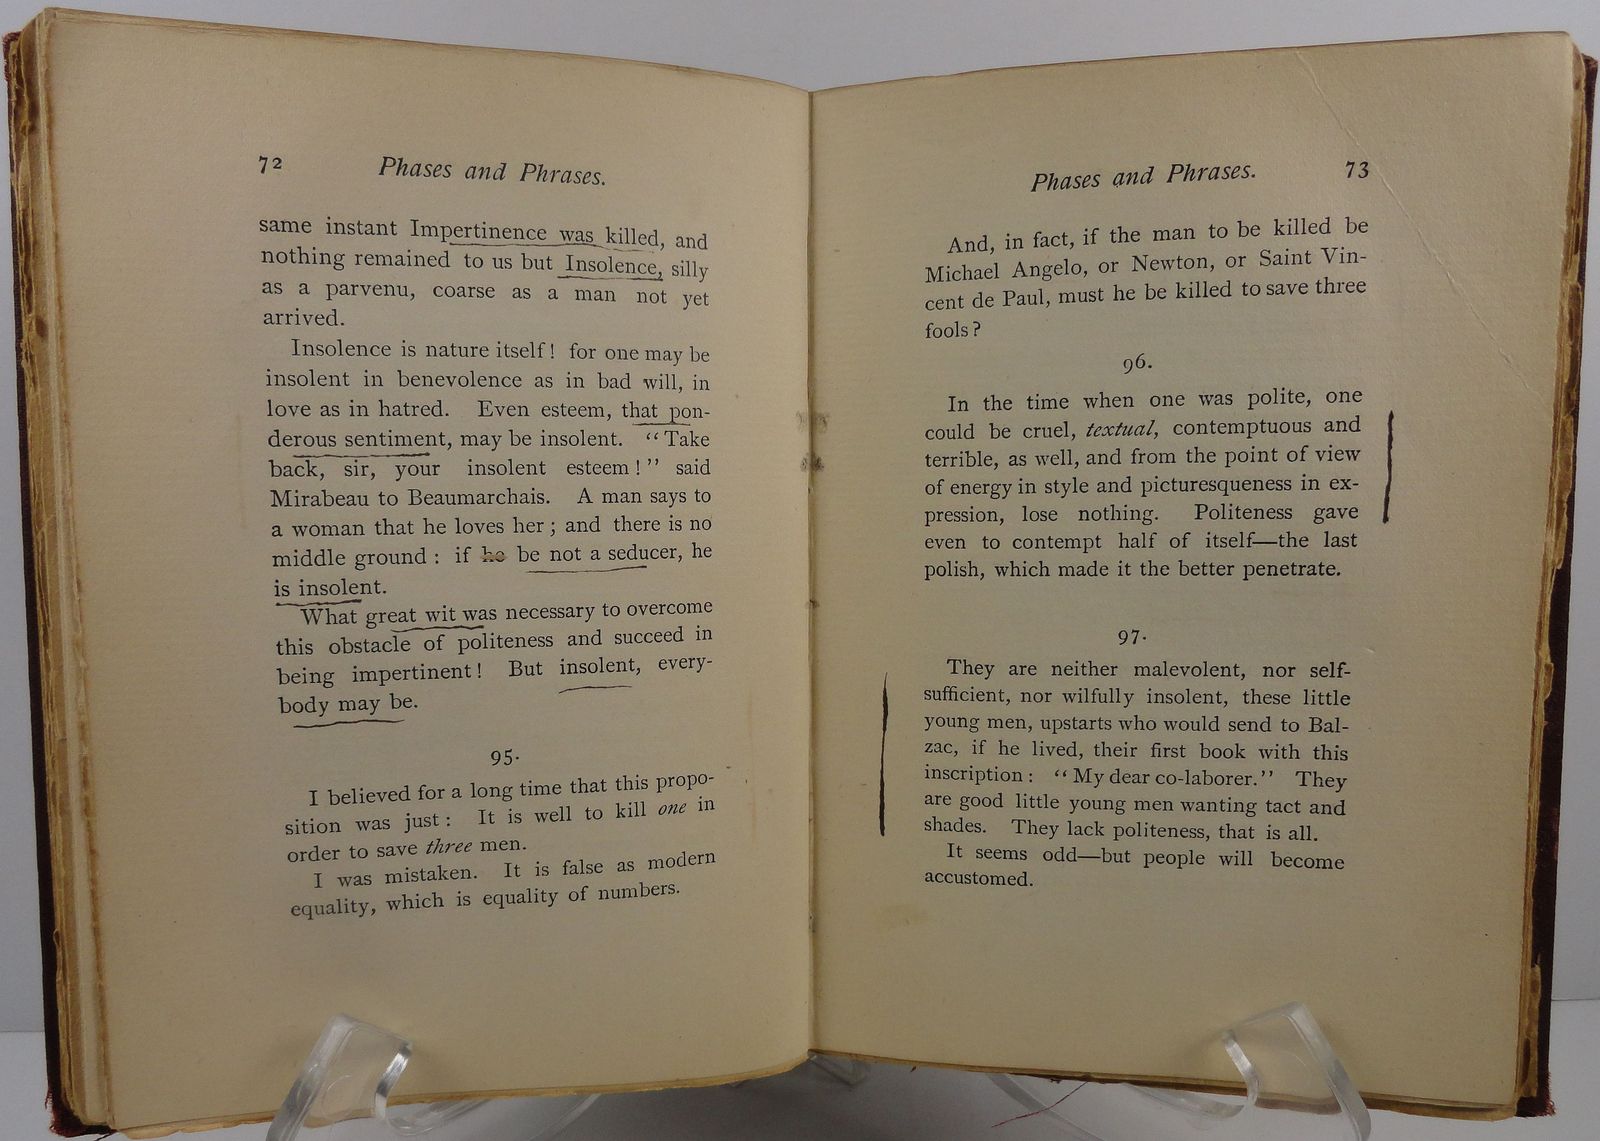 72 Phases and Phrases.
same instant Impertinence was killed, and
nothing remained to us but Insolence, silly
as a parvenu, coarse as a man not yet
arrived.
Insolence is nature itself! for one may be
insolent in benevolence as in bad will, in
love as in hatred. Even esteem, that pon-
derous sentiment, may be insolent. “Take
back, sir, your insolent esteem!” said
Mirabeau to Beaumarchais. A man says to
a woman that he loves her; and there is no
middle ground: if he be not a seducer, he
is insolent.
What great wit was necessary to overcome
this obstacle of politeness and succeed in
being impertinent! But insolent, every-
body may be.
95.
I believed for a long time that this propo-
sition was just: It is well to kill one in
order to save three men.
I was mistaken. It is false as modern
equality, which is equality of numbers.
Phases and Phrases. 73
And, in fact, if the man to be killed be
Michael Angelo, or Newton, or Saint Vin-
cent de Paul, must he be killed to save three
fools?
96.
In the time when one was polite, one
could be cruel, textual, contemptuous and
terrible, as well, and from the point of view
of energy in style and picturesqueness in ex-
pression, lose nothing. Politeness gave
even to contempt half of itself—the last
polish, which made it the better penetrate.
97.
They are neither malevolent, nor self-
sufficient, nor wilfully insolent, these little
young men, upstarts who would send to Bal-
zac, if he lived, their first book with this
inscription: “My dear co-laborer.” They
are good little young men wanting tact and
shades. They lack politeness, that is all.
It seems odd—but people will become
accustomed.